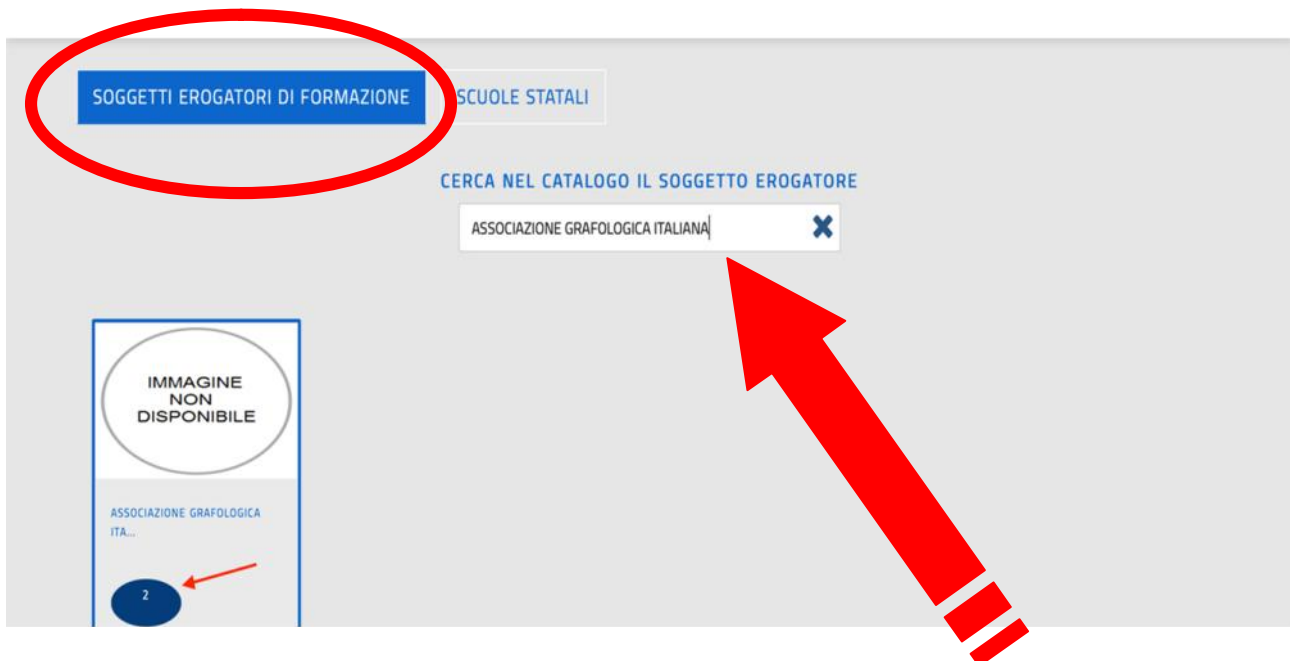 SOGGETTI EROGATORI DI FORMAZIONE
SCUOLE STATALI
CERCA NEL CATALOGO IL SOGGETTO EROGATORE
ASSOCIAZIONE GRAFOLOGICA ITALIANA
IMMAGINE
NON
DISPONIBILE
ASSOCIAZIONE GRAFOLOGICA
ITA...
2